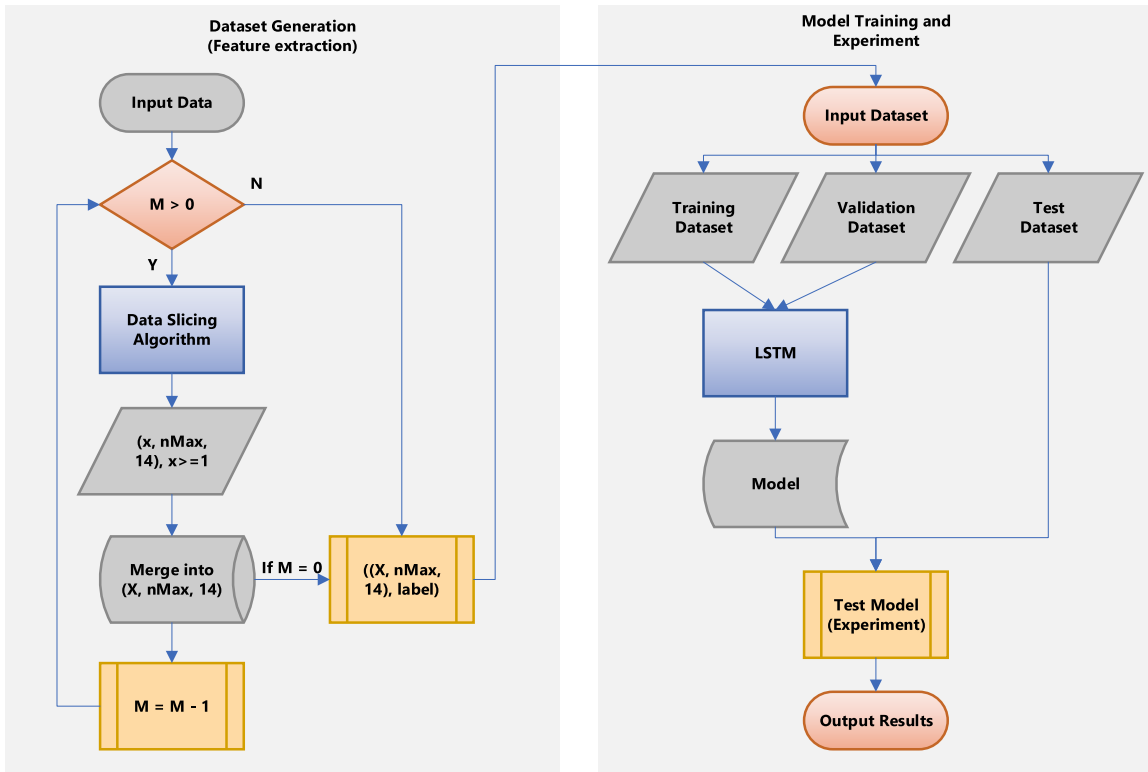 Dataset Generation
(Feature extraction)
Input Data
M > 0
N
Y
Data Slicing
Algorithm
(x, nMax,
14), x>=1
Merge into
(X, nMax, 14)
If M = 0
((X, nMax,
14), label)
M = M - 1
Model Training and
Experiment
Input Dataset
Training
Dataset
Validation
Dataset
Test
Dataset
LSTM
Model
Test Model
(Experiment)
Output Results